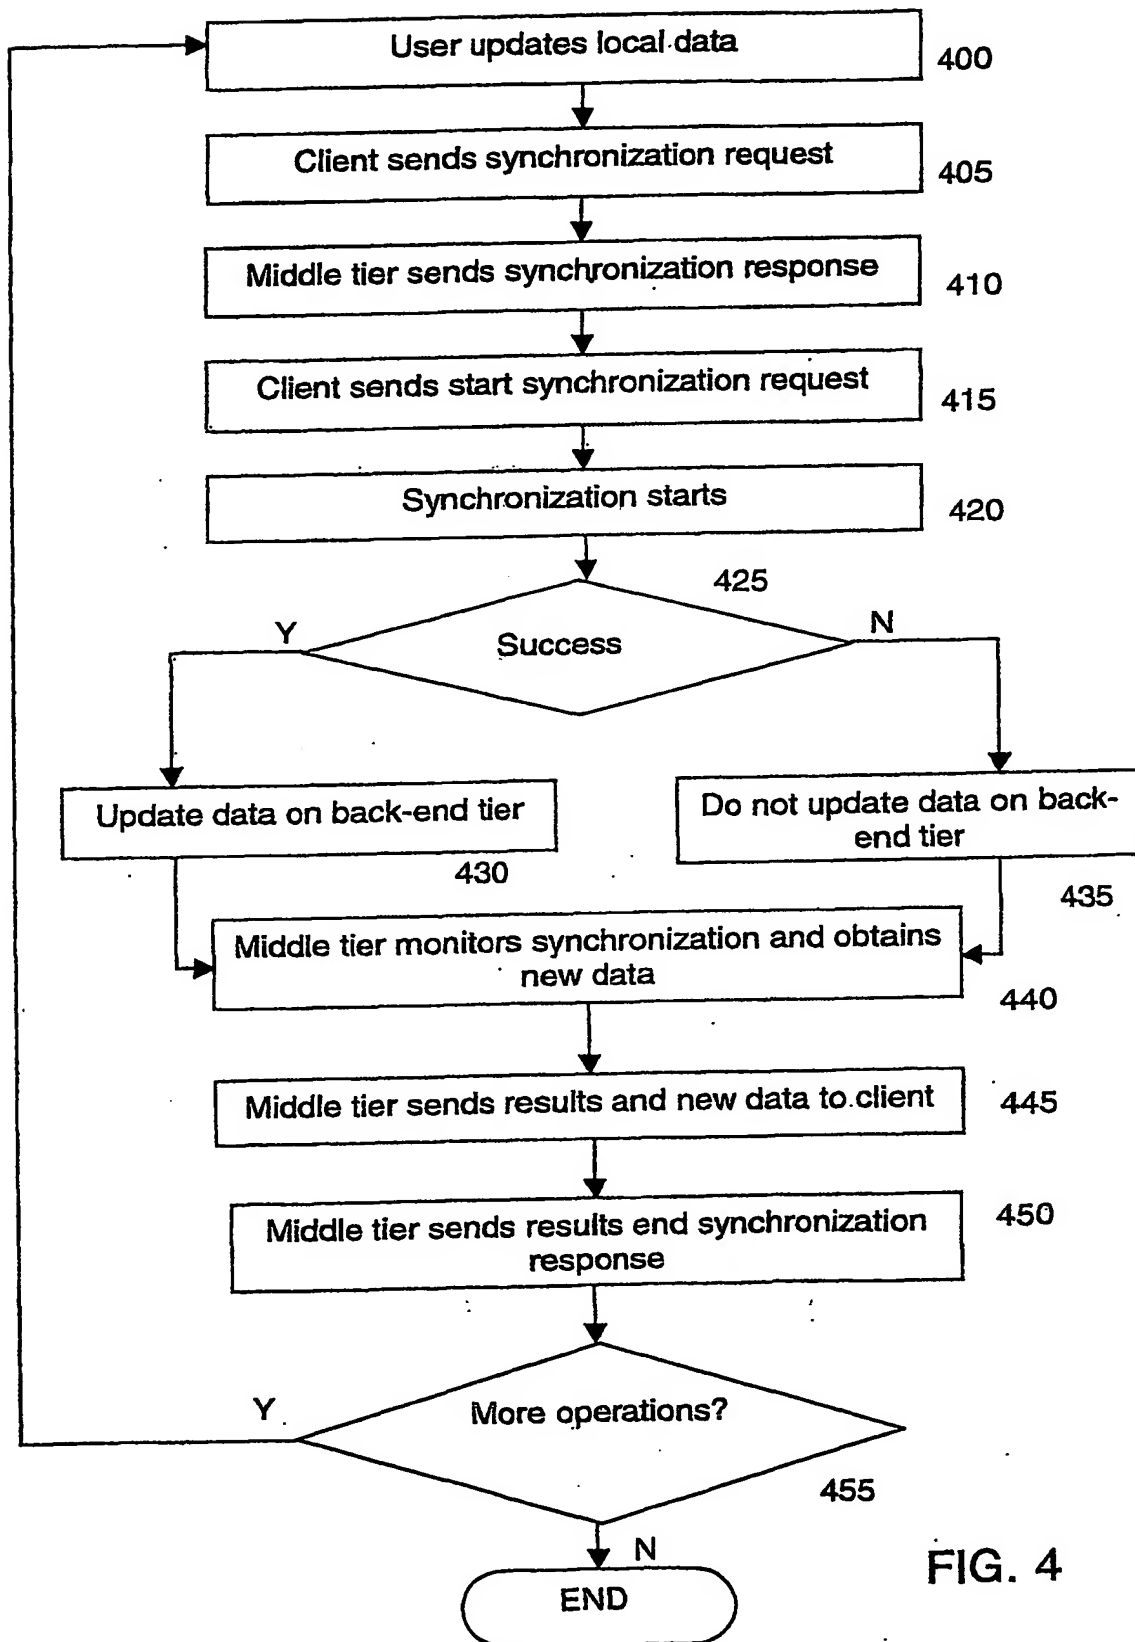 User updates local data
400
Client sends synchronization request
405
Middle tier sends synchronization response
410
Client sends start synchronization request
415
Synchronization starts
420
425
Y
Success
N
Update data on back-end tier
430
Do not update data on back-
end tier
435
Middle tier monitors synchronization and obtains
new data
440
Middle tier sends results and new data to client
445
Middle tier sends results end synchronization
response
450
Y
More operations?
455
N
END
FIG. 4